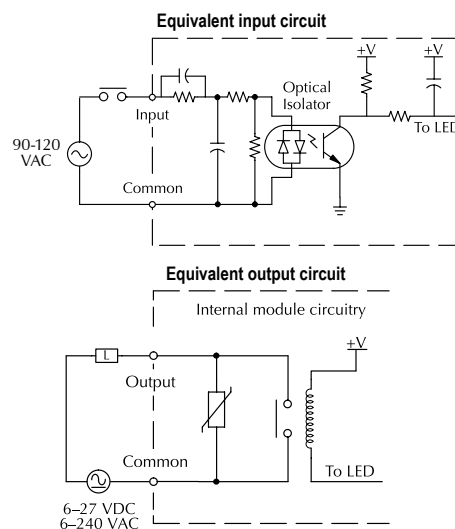 Equivalent input circuit
+V
+V
Optical
Isolator
Input
To LED
90-120
VAC
Common
Equivalent output circuit
Internal module circuitry
+V
L
Output
Common
To LED
6–27 VDC
6–240 VAC